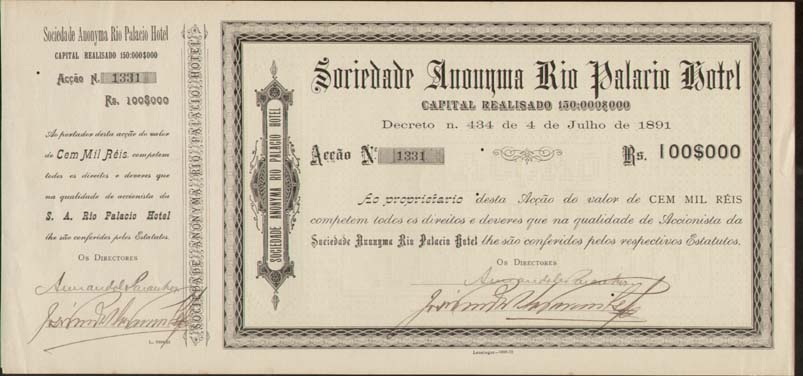 Sociedade Anonyma Rio Palacio Hotel
CAPITAL REALISADO 150:000$000
Acção N. 1331
Rs. 100$000
Ao portador desta acção do valor
de Cem Mil Réis, competem
todos os direitos e deveres que
na qualidade de accionista da
S. A. Rio Palacio Hotel
lhe são conferidos pelos Estatutos.
OS DIRECTORES
SOCIEDADE ANONYMA RIO PALACIO HOTEL
SOCIEDADE ANONYMA RIO PALACIO HOTEL
Sociedade Anonyma Rio Palacio Hotel
CAPITAL REALISADO 150:000$000
Decreto n. 434 de 4 de Julho de 1891
Acção No. 1331 Rs. 100$000
Ao proprietario desta Acção do valor de CEM MIL RÉIS
competem todos os direitos e deveres que na qualidade de Accionista da
Sociedade Anonyma Rio Palacio Hotel lhe são conferidos pelos respectivos Estatutos.
OS DIRECTORES